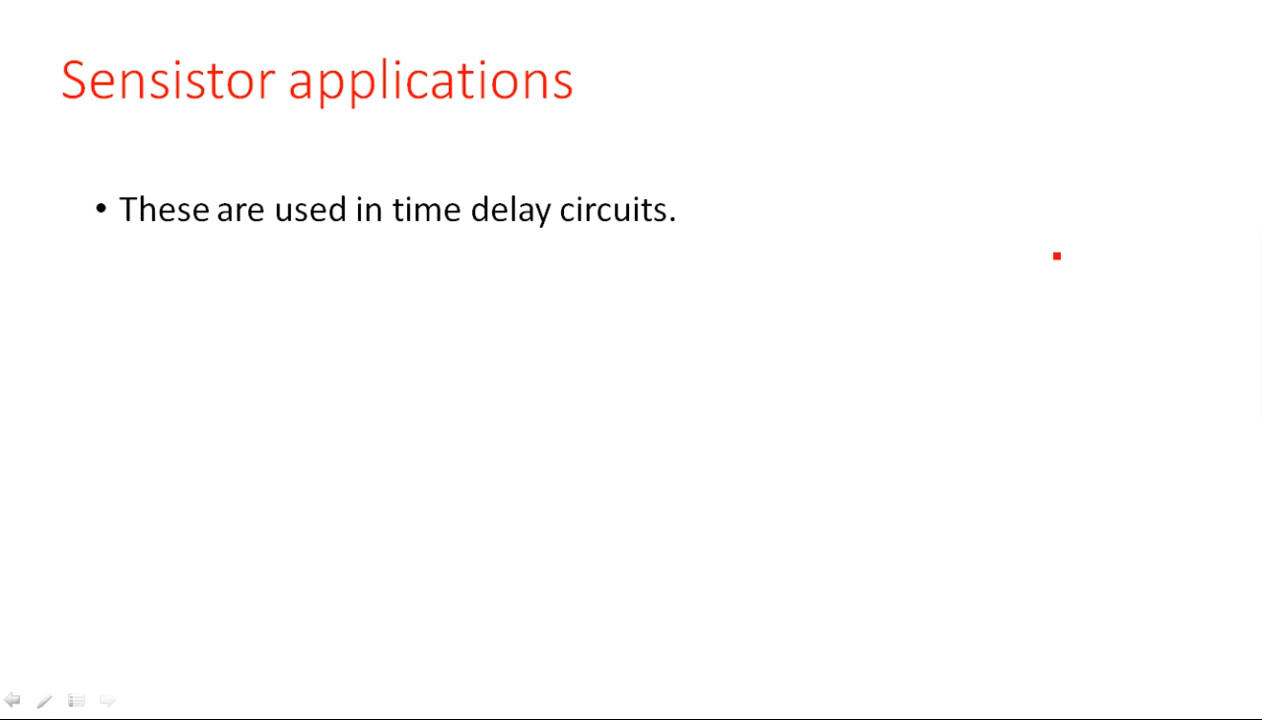 Sensistor applications
• These are used in time delay circuits.